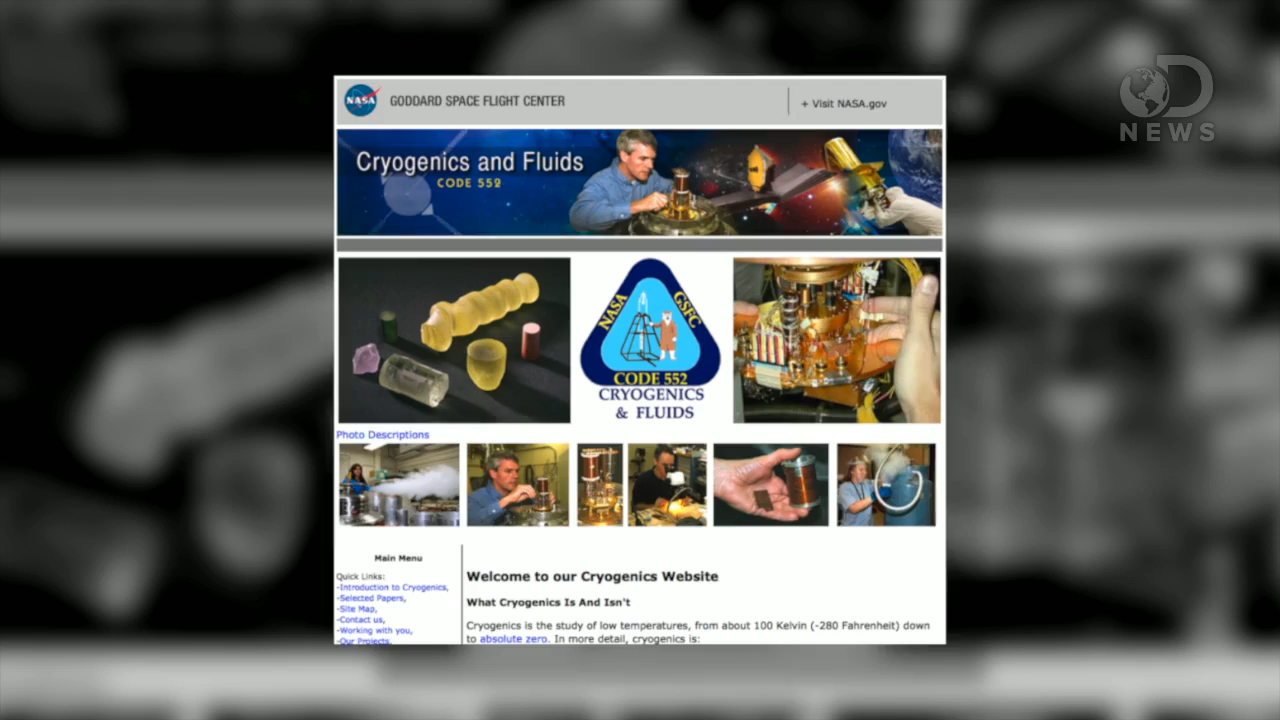 NEWS
NASA
GODDARD SPACE FLIGHT CENTER
+ Visit NASA.gov
Cryogenics and Fluids
CODE 552
NASA GSFC
CODE 552
CRYOGENICS
& FLUIDS
Photo Descriptions
Main Menu
Quick Links:
-Introduction to Cryogenics,
-Selected Papers,
-Site Map,
-Contact us,
-Working with you,
-Our Projects,
Welcome to our Cryogenics Website
What Cryogenics Is And Isn't
Cryogenics is the study of low temperatures, from about 100 Kelvin (-280 Fahrenheit) down
to absolute zero. In more detail, cryogenics is: